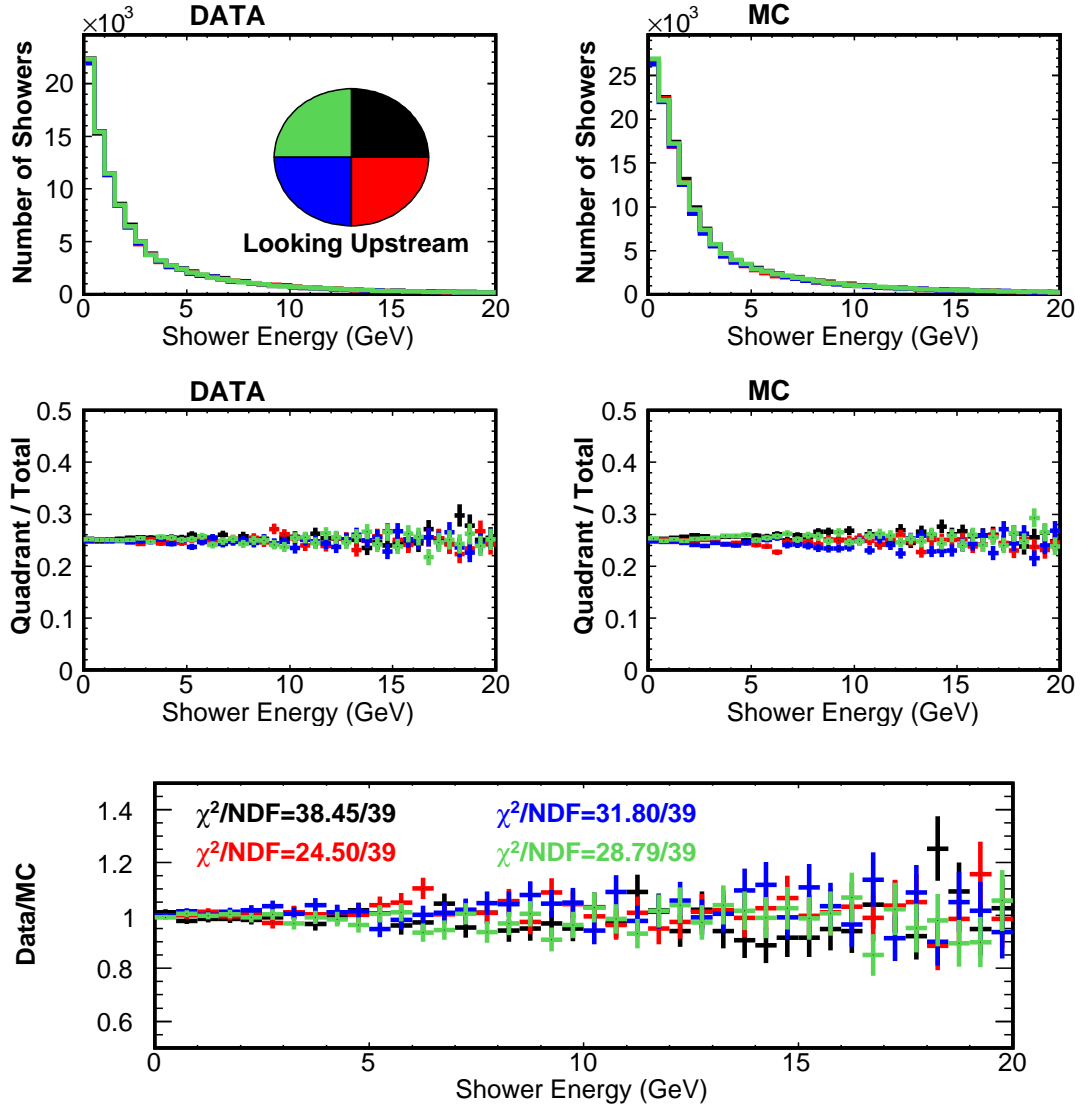 DATA
×10³
Number of Showers
20
15
10
5
0
0 5 10 15 20
Looking Upstream
Shower Energy (GeV)
MC
×10³
Number of Showers
25
20
15
10
5
0
0 5 10 15 20
Shower Energy (GeV)
DATA
Quadrant / Total
0.5
0.4
0.3
0.2
0.1
0
0 5 10 15 20
Shower Energy (GeV)
MC
Quadrant / Total
0.5
0.4
0.3
0.2
0.1
0
0 5 10 15 20
Shower Energy (GeV)
Data/MC
1.4
1.2
1
0.8
0.6
χ²/NDF=38.45/39 χ²/NDF=31.80/39
χ²/NDF=24.50/39 χ²/NDF=28.79/39
0 5 10 15 20
Shower Energy (GeV)